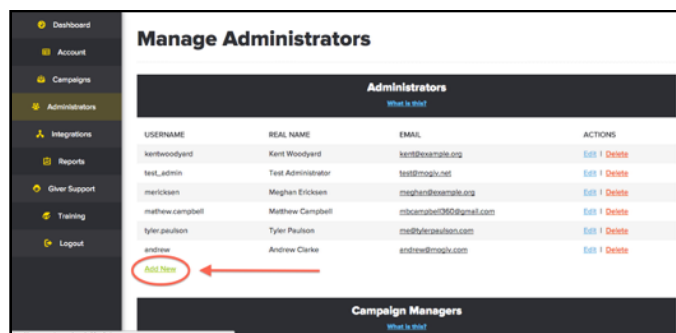 Dashboard
Account
Campaigns
Administrators
Integrations
Reports
Giver Support
Training
Logout
Manage Administrators
Administrators
What is this?
USERNAME REAL NAME EMAIL ACTIONS
kentwoodyard Kent Woodyard kent@example.org Edit | Delete
test_admin Test Administrator test@mogiv.net Edit | Delete
mericksen Meghan Ericksen meghan@example.org Edit | Delete
mathew.campbell Matthew Campbell mbcampbell360@gmail.com Edit | Delete
tyler.paulson Tyler Paulson me@tylerpaulson.com Edit | Delete
andrew Andrew Clarke andrew@mogiv.com Edit | Delete
Add New
Campaign Managers
What is this?